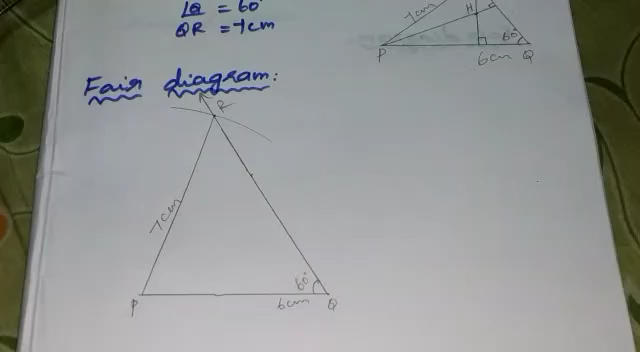 ∠Q = 60°
QR = 7cm
7cm
H
P
60°
6cm Q
Fair diagram:
R
7cm
60°
P
6cm Q